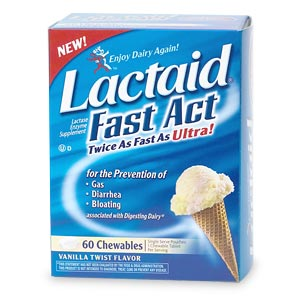 NEW!
Enjoy Dairy Again!
Lactaid®
Lactase
Enzyme
Supplement
Fast Act
Twice As Fast As Ultra!
U D
for the Prevention of
• Gas
• Diarrhea
• Bloating
associated with Digesting Dairy*
60 Chewables
Single Serve Pouches
1 Chewable Tablet
Per Serving
VANILLA TWIST FLAVOR
*THIS STATEMENT HAS NOT BEEN EVALUATED BY THE FOOD & DRUG ADMINISTRATION.
THIS PRODUCT IS NOT INTENDED TO DIAGNOSE, TREAT, CURE OR PREVENT ANY DISEASE.